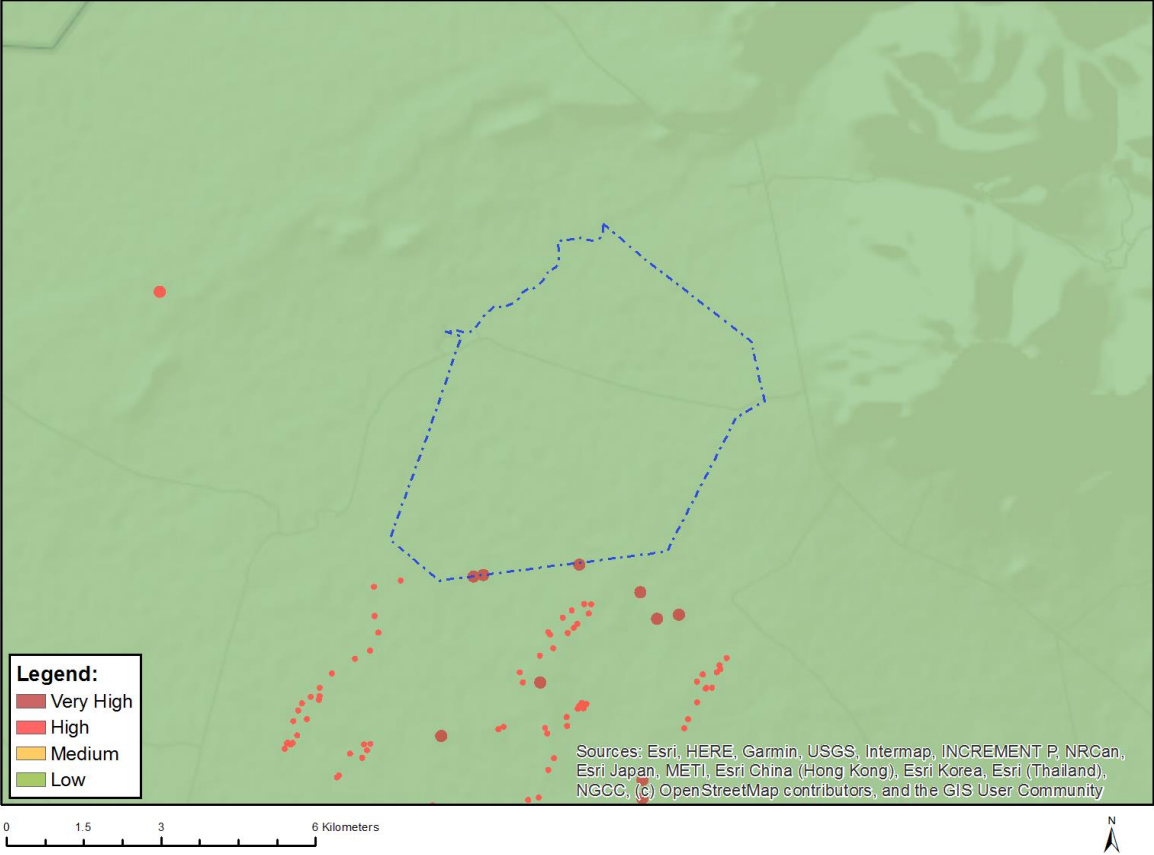 Legend:
Very High
High
Medium
Low
Sources: Esri, HERE, Garmin, USGS, Intermap, INCREMENT P, NRCan,
Esri Japan, METI, Esri China (Hong Kong), Esri Korea, Esri (Thailand),
NGCC, (c) OpenStreetMap contributors, and the GIS User Community
0 1.5 3 6 Kilometers
N